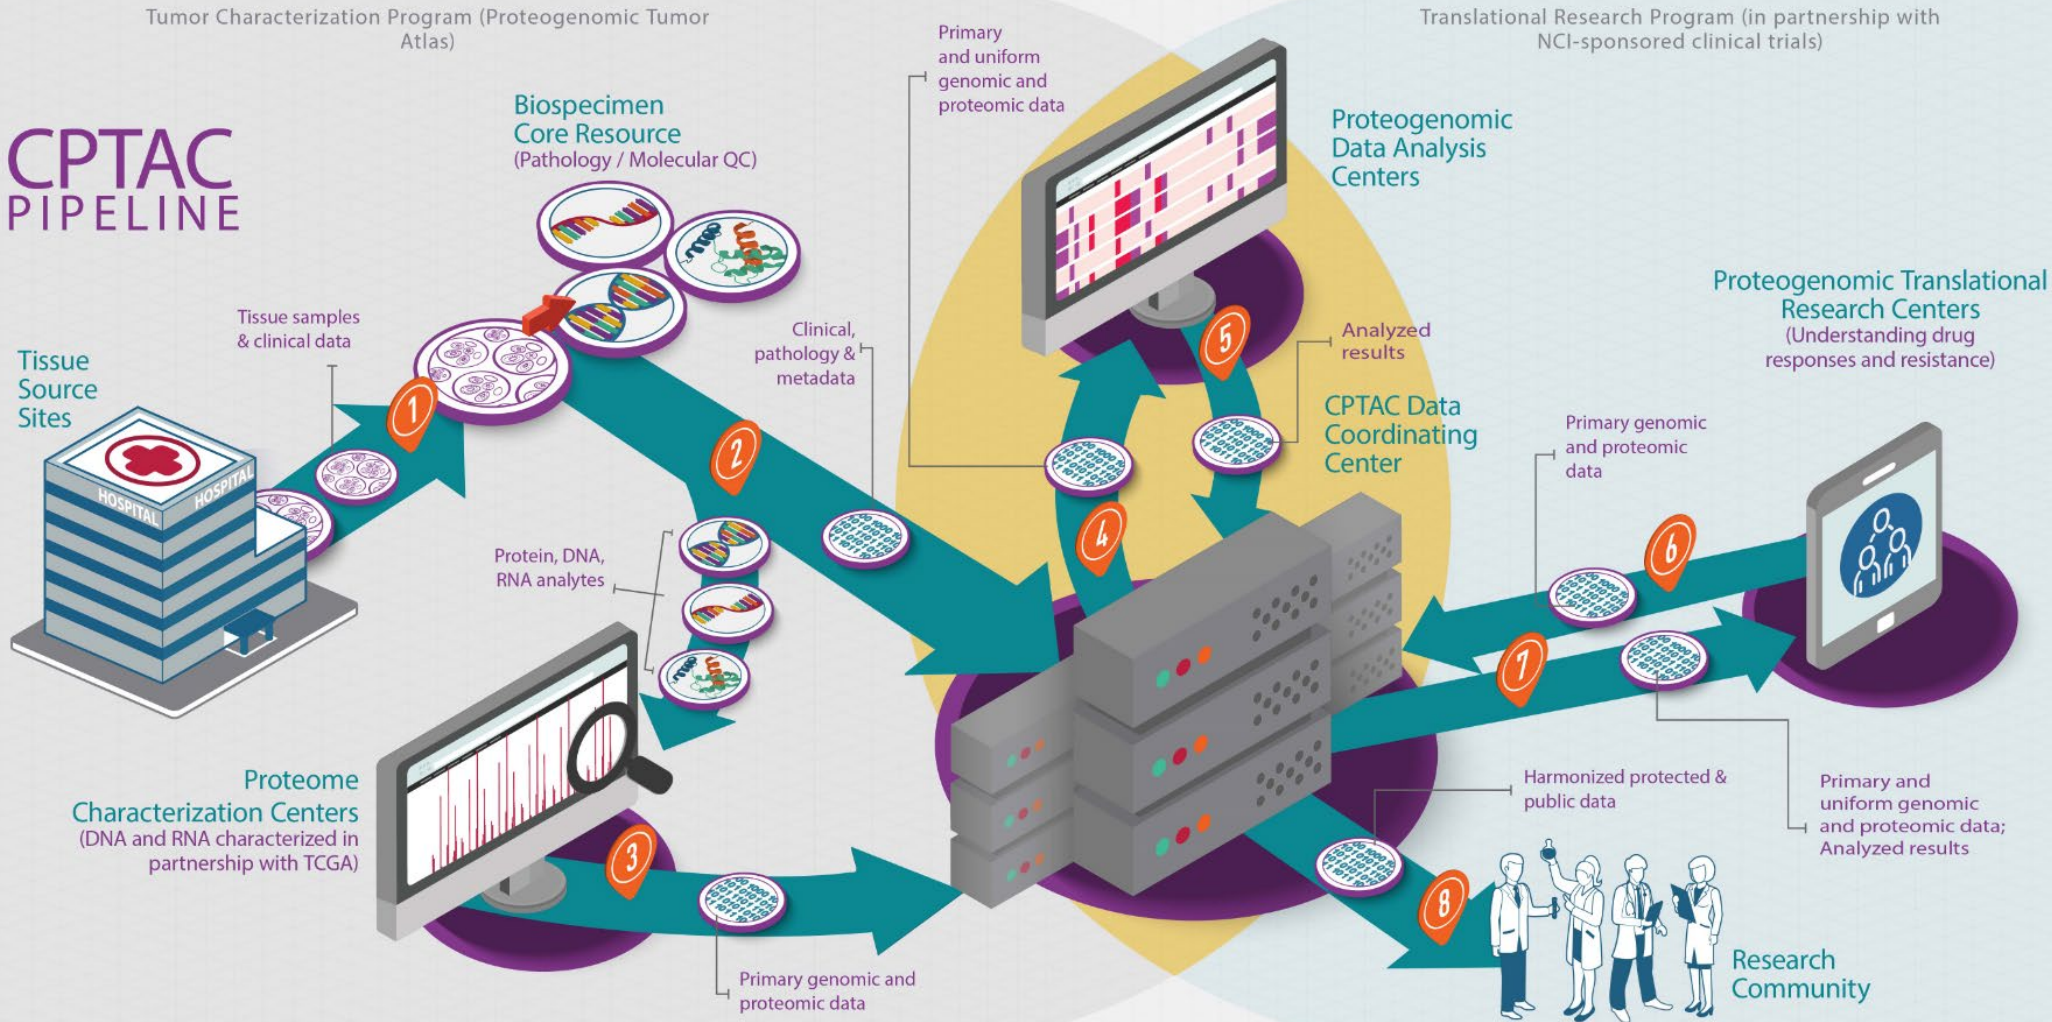 Tumor Characterization Program (Proteogenomic Tumor
Atlas)
Translational Research Program (in partnership with
NCI-sponsored clinical trials)
CPTAC
PIPELINE
Biospecimen
Core Resource
(Pathology / Molecular QC)
Primary
and uniform
genomic and
proteomic data
Proteogenomic
Data Analysis
Centers
Proteogenomic Translational
Research Centers
(Understanding drug
responses and resistance)
Tissue samples
& clinical data
Clinical,
pathology &
metadata
5
Analyzed
results
Tissue
Source
Sites
1
CPTAC Data
Coordinating
Center
Primary genomic
and proteomic
data
2
HOSPITAL
HOSPITAL
4
6
Protein, DNA,
RNA analytes
7
Proteome
Characterization Centers
(DNA and RNA characterized in
partnership with TCGA)
3
Harmonized protected &
public data
Primary and
uniform genomic
and proteomic data;
Analyzed results
8
Primary genomic and
proteomic data
Research
Community